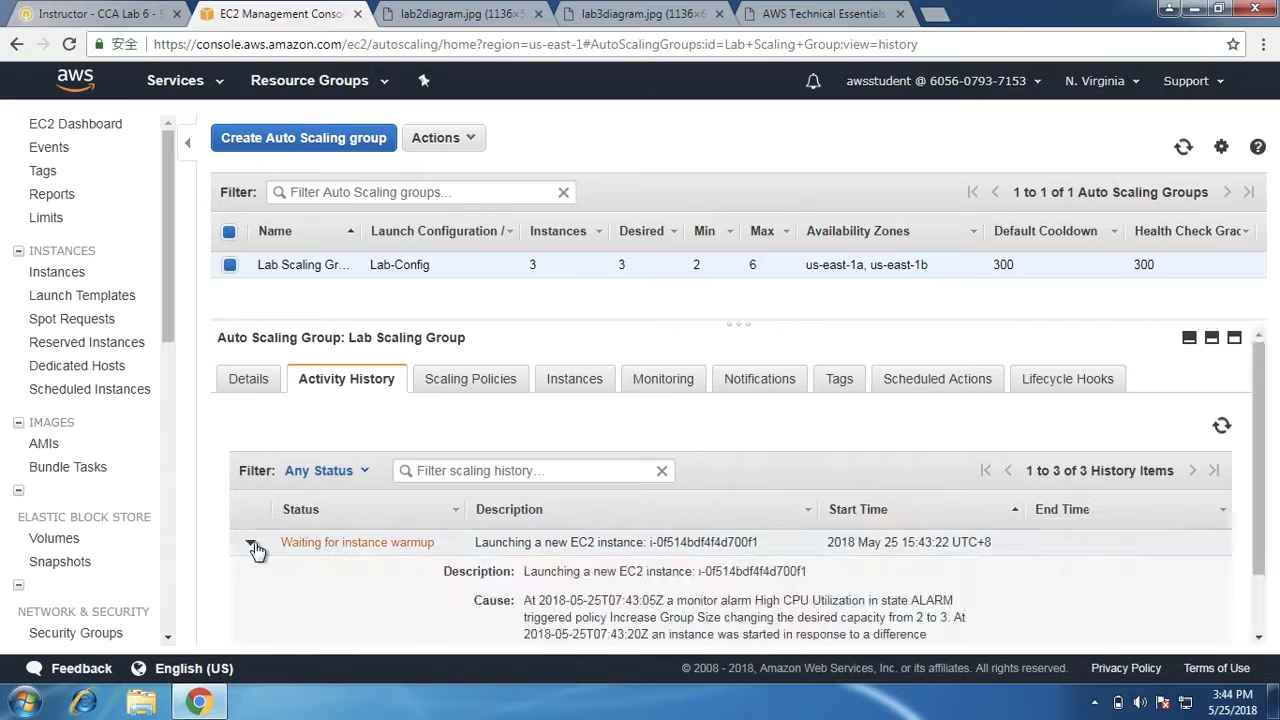 Instructor - CCA Lab 6 - S
EC2 Management Conso
lab2diagram.jpg (1136×5
lab3diagram.jpg (1136×6
AWS Technical Essentials
安全 https://console.aws.amazon.com/ec2/autoscaling/home?region=us-east-1#AutoScalingGroups:id=Lab+Scaling+Group;view=history
aws Services Resource Groups awsstudent @ 6056-0793-7153 N. Virginia Support
EC2 Dashboard
Events
Tags
Reports
Limits
INSTANCES
Instances
Launch Templates
Spot Requests
Reserved Instances
Dedicated Hosts
Scheduled Instances
IMAGES
AMIs
Bundle Tasks
ELASTIC BLOCK STORE
Volumes
Snapshots
NETWORK & SECURITY
Security Groups
Create Auto Scaling group Actions
Filter: Filter Auto Scaling groups... 1 to 1 of 1 Auto Scaling Groups
Name Launch Configuration / Instances Desired Min Max Availability Zones Default Cooldown Health Check Grac
Lab Scaling Gr... Lab-Config 3 3 2 6 us-east-1a, us-east-1b 300 300
Auto Scaling Group: Lab Scaling Group
Details Activity History Scaling Policies Instances Monitoring Notifications Tags Scheduled Actions Lifecycle Hooks
Filter: Any Status Filter scaling history... 1 to 3 of 3 History Items
Status Description Start Time End Time
Waiting for instance warmup Launching a new EC2 instance: i-0f514bdf4f4d700f1 2018 May 25 15:43:22 UTC+8
Description: Launching a new EC2 instance: i-0f514bdf4f4d700f1
Cause: At 2018-05-25T07:43:05Z a monitor alarm High CPU Utilization in state ALARM
triggered policy Increase Group Size changing the desired capacity from 2 to 3. At
2018-05-25T07:43:20Z an instance was started in response to a difference
Feedback English (US) © 2008 - 2018, Amazon Web Services, Inc. or its affiliates. All rights reserved. Privacy Policy Terms of Use
3:44 PM
5/25/2018